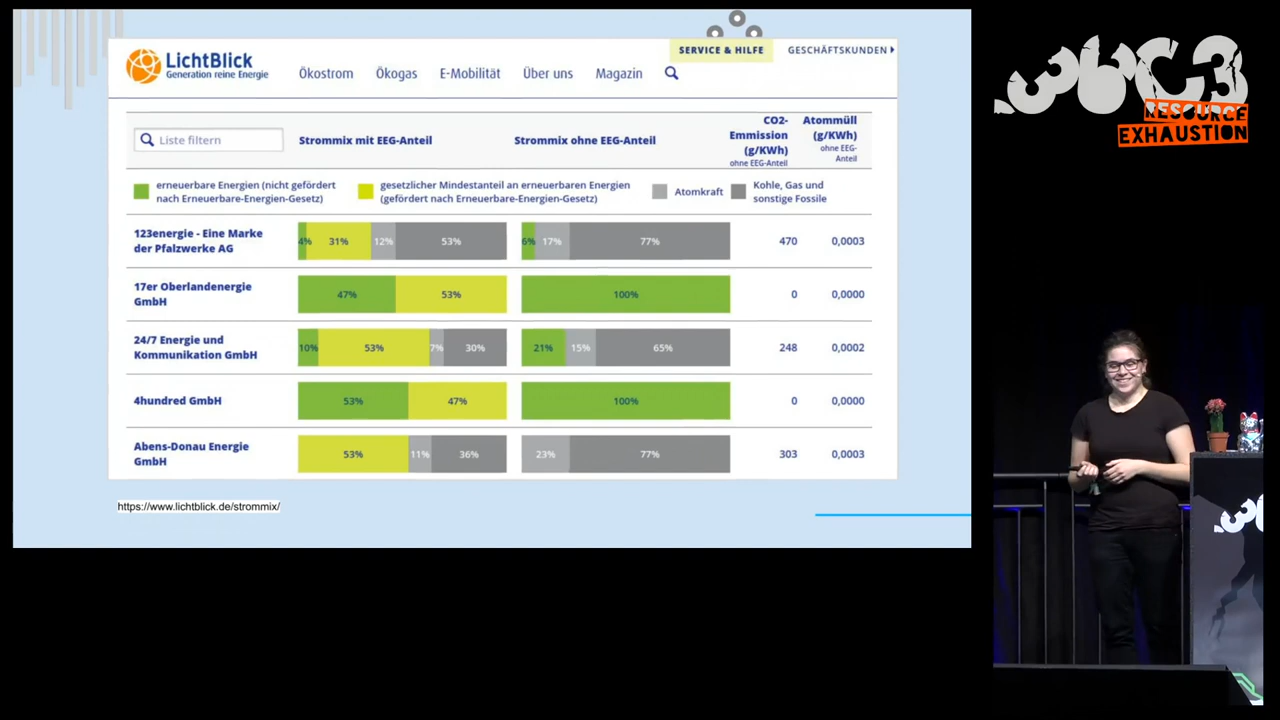 LichtBlick
Generation reine Energie
SERVICE & HILFE
GESCHÄFTSKUNDEN
Ökostrom
Ökogas
E-Mobilität
Über uns
Magazin
Liste filtern
Strommix mit EEG-Anteil
Strommix ohne EEG-Anteil
CO2-
Emmission
(g/KWh)
ohne EEG-Anteil
Atommüll
(g/KWh)
ohne EEG-
Anteil
erneuerbare Energien (nicht gefördert
nach Erneuerbare-Energien-Gesetz)
gesetzlicher Mindestanteil an erneuerbaren Energien
(gefördert nach Erneuerbare-Energien-Gesetz)
Atomkraft
Kohle, Gas und
sonstige Fossile
123energie - Eine Marke
der Pfalzwerke AG
4% 31% 12% 53%
6% 17% 77%
470
0,0003
17er Oberlandenergie
GmbH
47% 53%
100%
0
0,0000
24/7 Energie und
Kommunikation GmbH
10% 53% 7% 30%
21% 15% 65%
248
0,0002
4hundred GmbH
53% 47%
100%
0
0,0000
Abens-Donau Energie
GmbH
53% 11% 36%
23% 77%
303
0,0003
https://www.lichtblick.de/strommix/
36C3
RESOURCE
EXHAUSTION